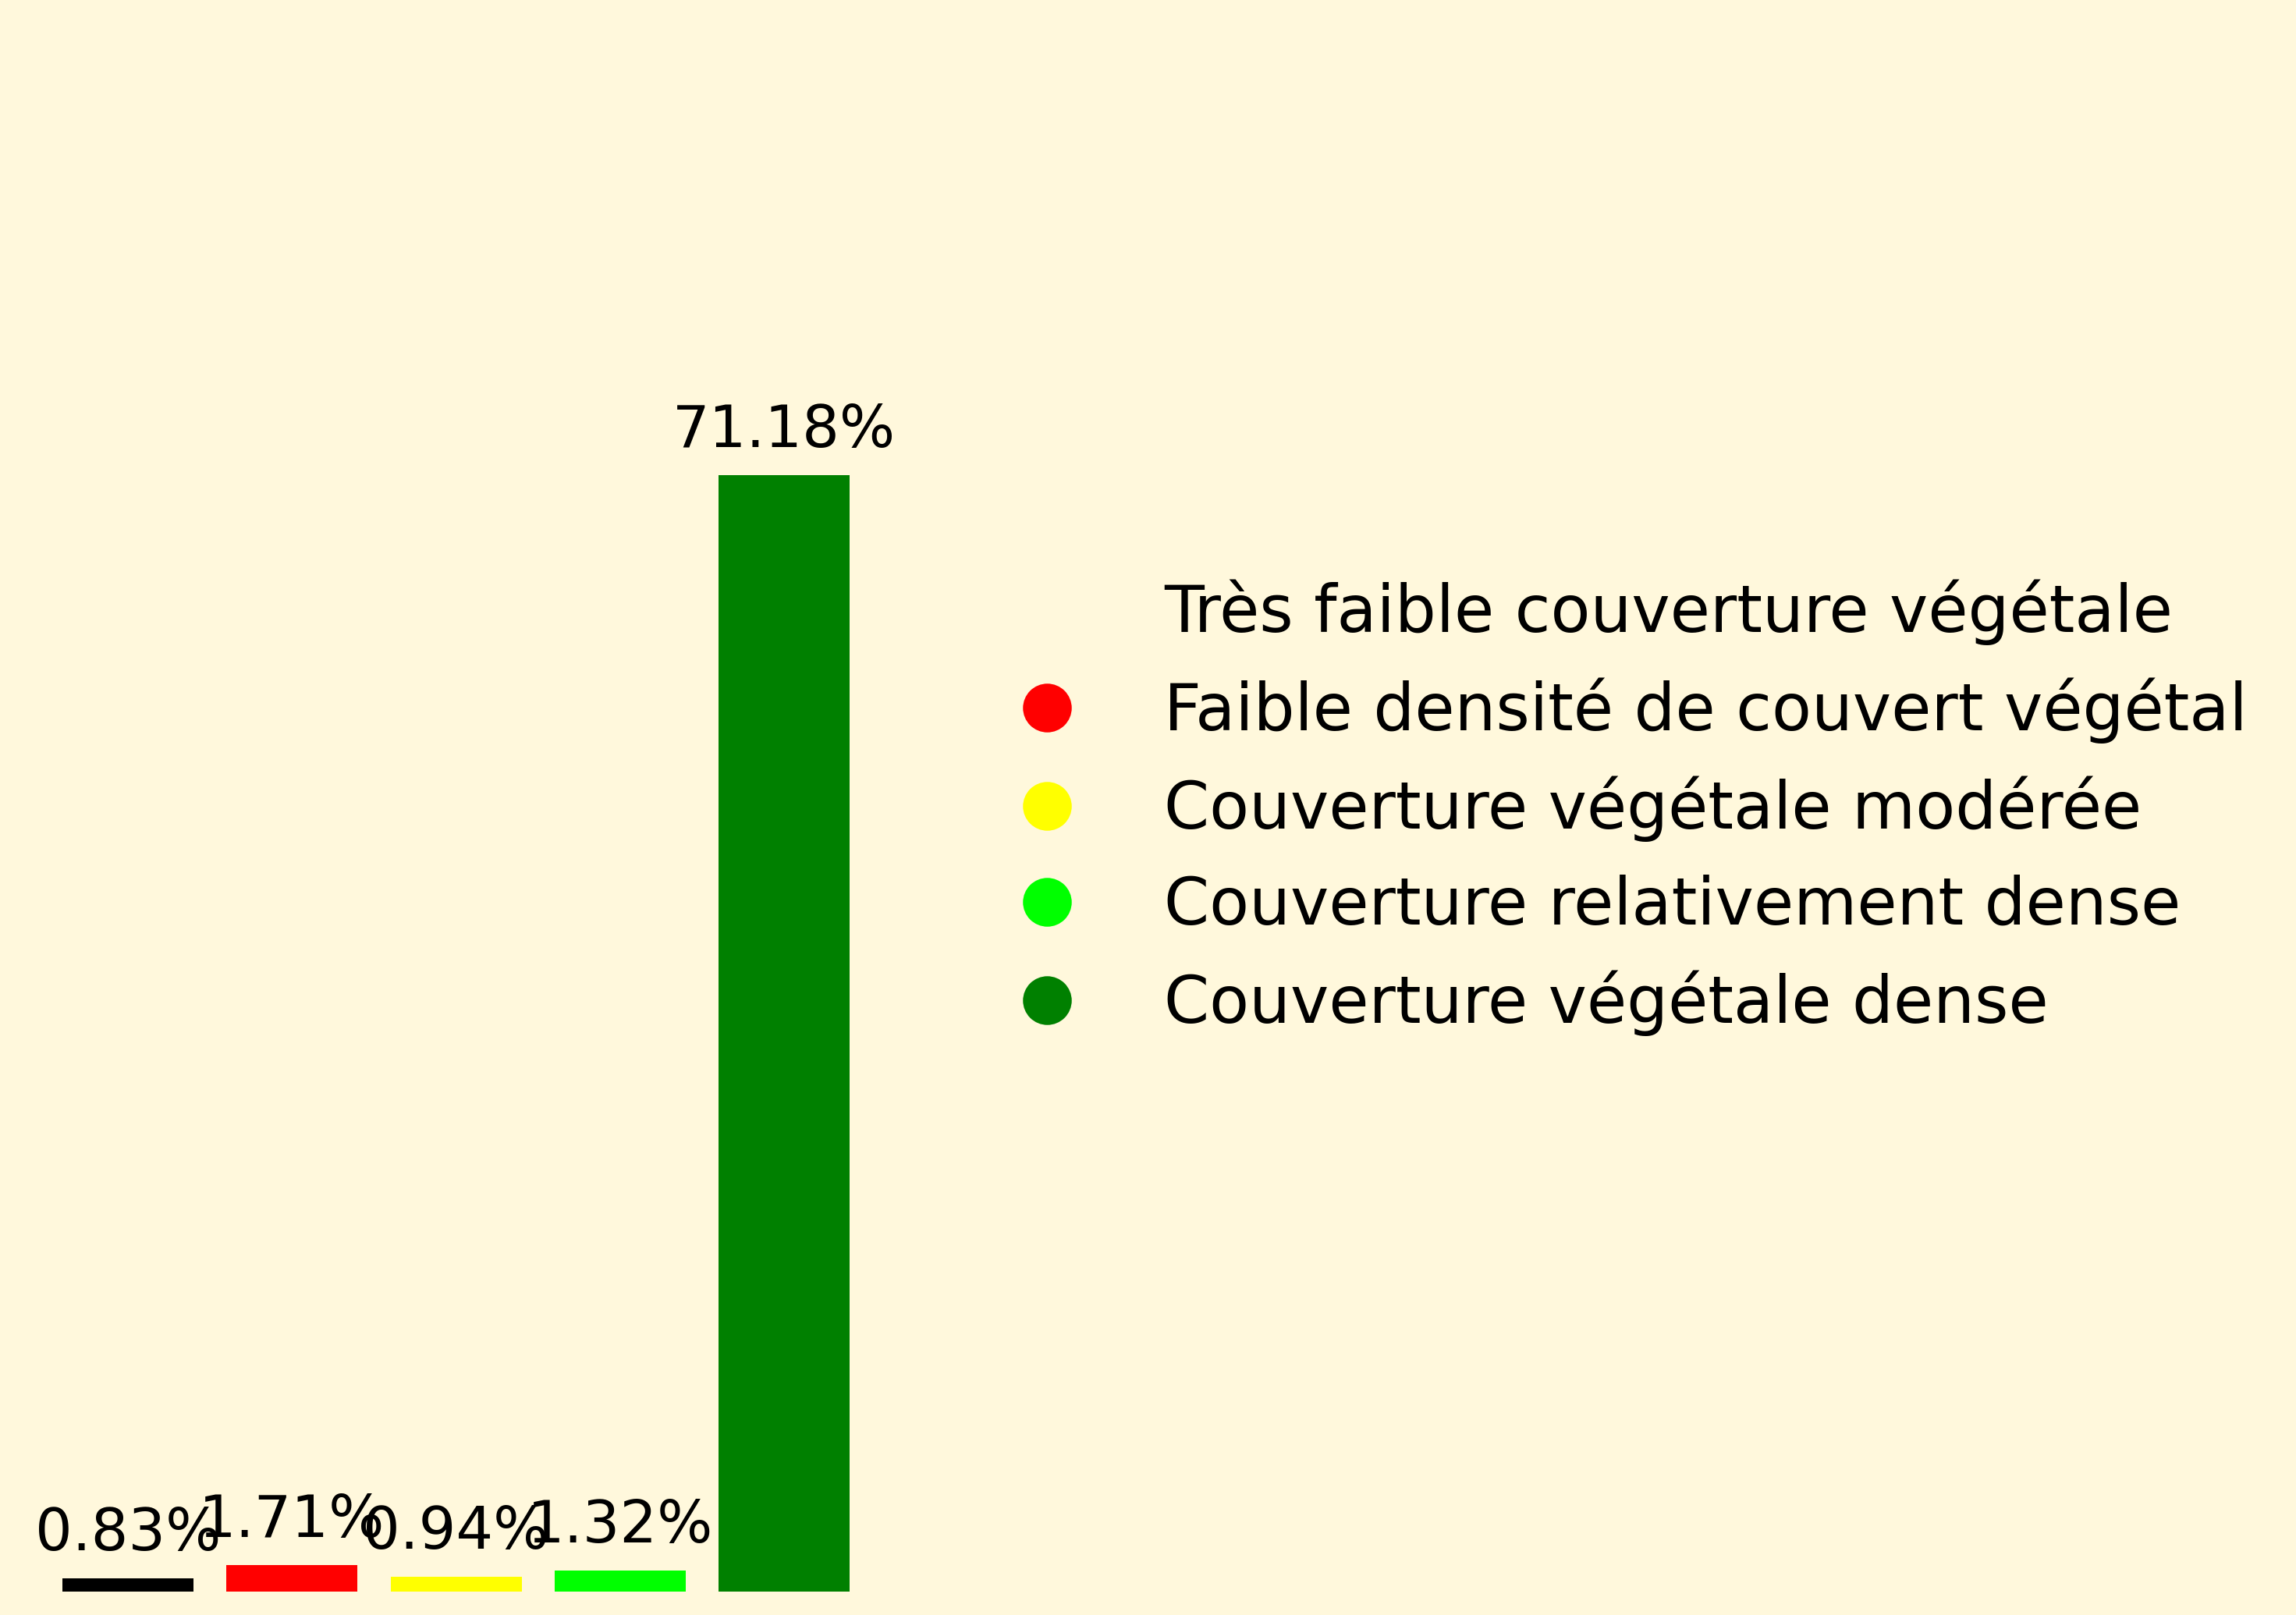 71.18%
Très faible couverture végétale
Faible densité de couvert végétal
Couverture végétale modérée
Couverture relativement dense
Couverture végétale dense
0.83%
1.71%
0.94%
1.32%